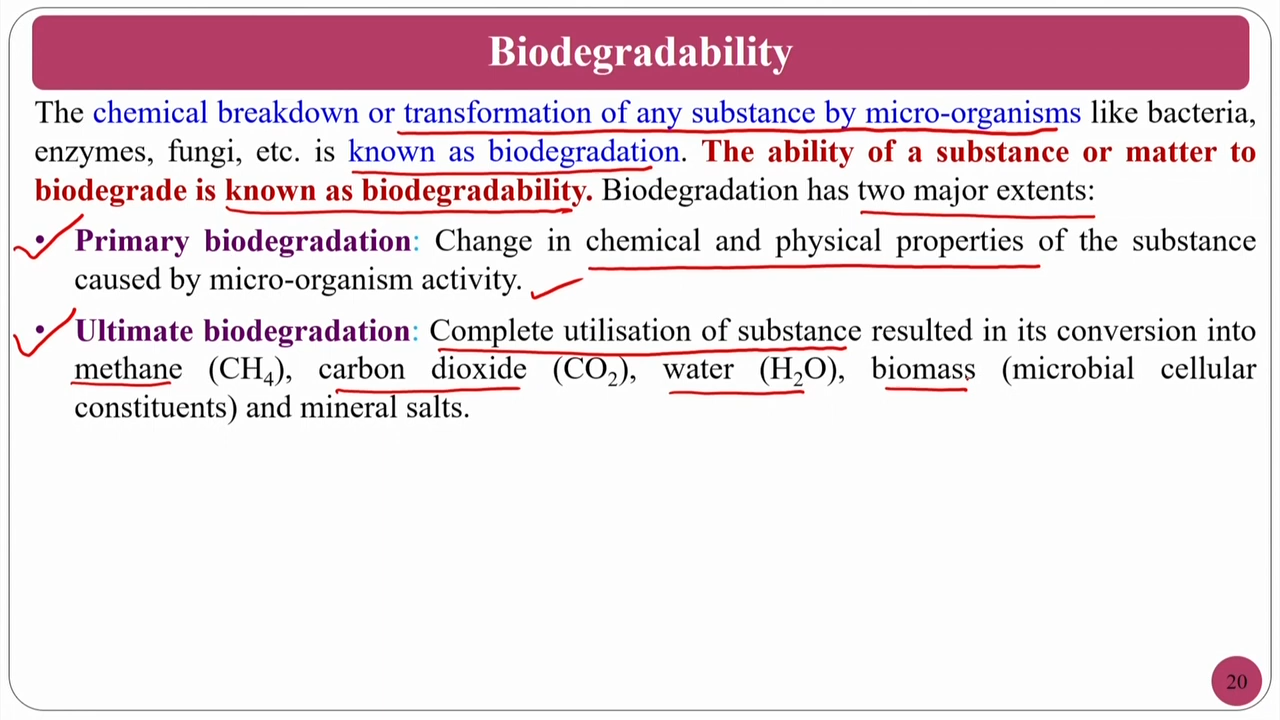 Biodegradability
The chemical breakdown or transformation of any substance by micro-organisms like bacteria,
enzymes, fungi, etc. is known as biodegradation. The ability of a substance or matter to
biodegrade is known as biodegradability. Biodegradation has two major extents:
• Primary biodegradation: Change in chemical and physical properties of the substance
caused by micro-organism activity.
• Ultimate biodegradation: Complete utilisation of substance resulted in its conversion into
methane (CH₄), carbon dioxide (CO₂), water (H₂O), biomass (microbial cellular
constituents) and mineral salts.
20